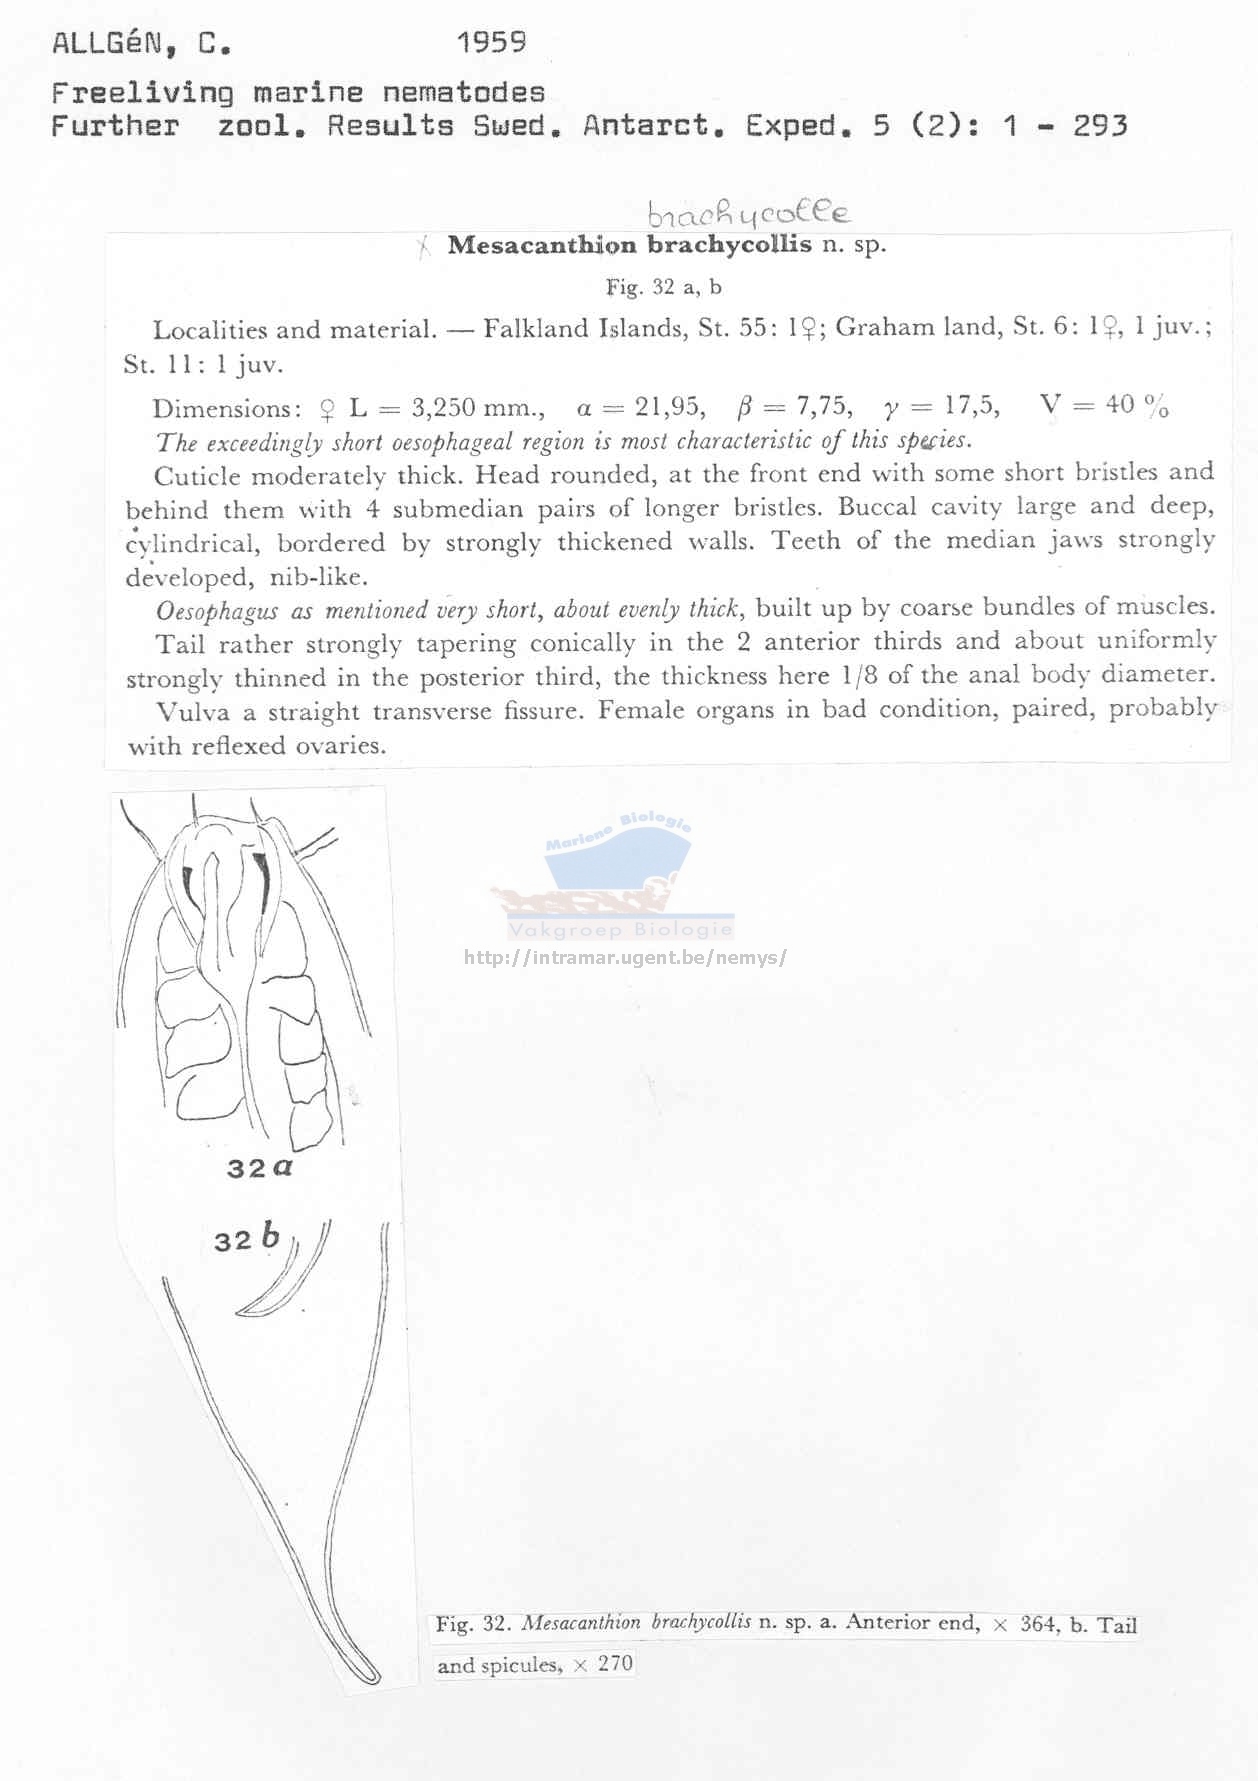 ALLGéN, C. 1959
Freeliving marine nematodes
Further zool. Results Swed. Antarct. Exped. 5 (2): 1 - 293
brachycolle
Mesacanthion brachycollis n. sp.
Fig. 32 a, b
Localities and material. — Falkland Islands, St. 55: 1♀; Graham land, St. 6: 1♀, 1 juv.;
St. 11: 1 juv.
Dimensions: ♀ L = 3,250 mm., α = 21,95, β = 7,75, γ = 17,5, V = 40 %
The exceedingly short oesophageal region is most characteristic of this species.
Cuticle moderately thick. Head rounded, at the front end with some short bristles and
behind them with 4 submedian pairs of longer bristles. Buccal cavity large and deep,
cylindrical, bordered by strongly thickened walls. Teeth of the median jaws strongly
developed, nib-like.
Oesophagus as mentioned very short, about evenly thick, built up by coarse bundles of muscles.
Tail rather strongly tapering conically in the 2 anterior thirds and about uniformly
strongly thinned in the posterior third, the thickness here 1/8 of the anal body diameter.
Vulva a straight transverse fissure. Female organs in bad condition, paired, probably
with reflexed ovaries.
Mariene Biologie
Vakgroep Biologie
http://intramar.ugent.be/nemys/
32 a
32 b
Fig. 32. Mesacanthion brachycollis n. sp. a. Anterior end, × 364, b. Tail
and spicules, × 270